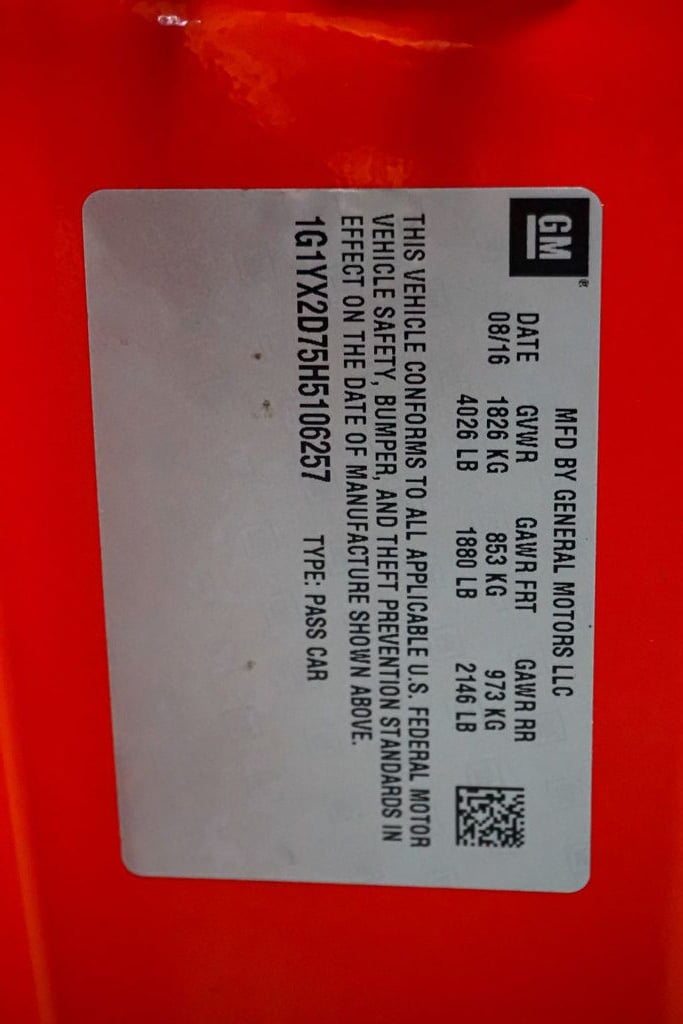 GM®
MFD BY GENERAL MOTORS LLC
DATE GVWR GAWR FRT GAWR RR
08/16 1826 KG 853 KG 973 KG
4026 LB 1880 LB 2146 LB
THIS VEHICLE CONFORMS TO ALL APPLICABLE U.S. FEDERAL MOTOR
VEHICLE SAFETY, BUMPER, AND THEFT PREVENTION STANDARDS IN
EFFECT ON THE DATE OF MANUFACTURE SHOWN ABOVE.
1G1YX2D75H5106257 TYPE: PASS CAR